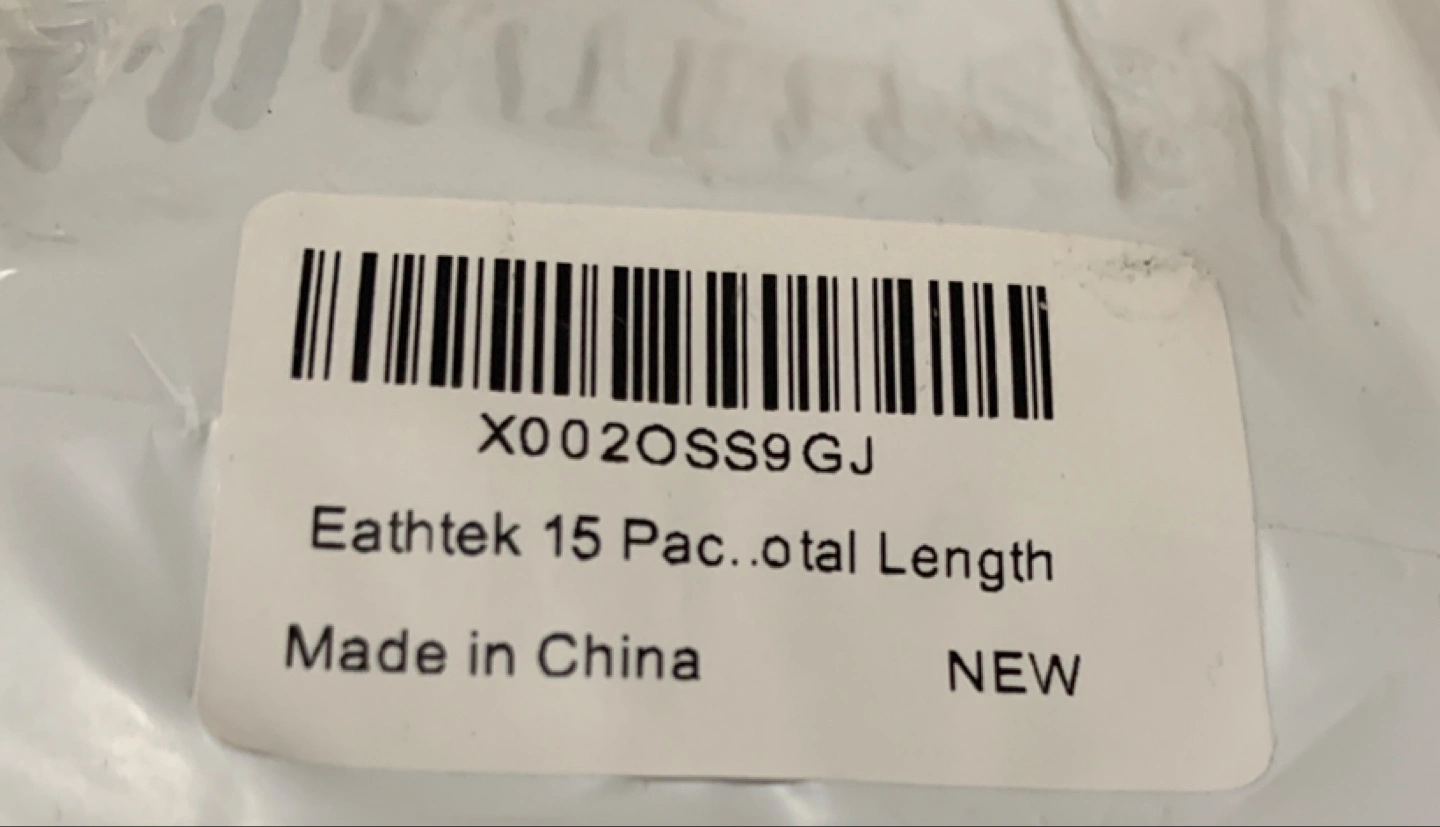 X002OSS9GJ
Eathtek 15 Pac..otal Length
Made in China
NEW